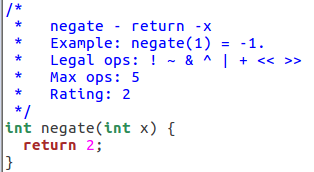 /*
 *   negate - return -x
 *   Example: negate(1) = -1.
 *   Legal ops: ! ~ & ^ | + << >>
 *   Max ops: 5
 *   Rating: 2
 */
int negate(int x) {
  return 2;
}